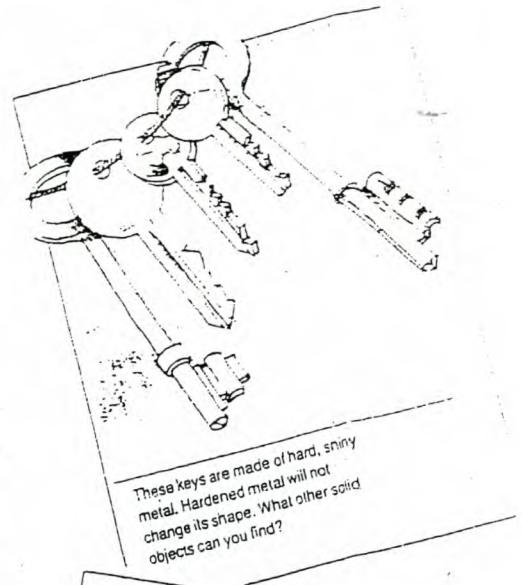 These keys are made of hard, shiny
metal. Hardened metal will not
change its shape. What other solid
objects can you find?